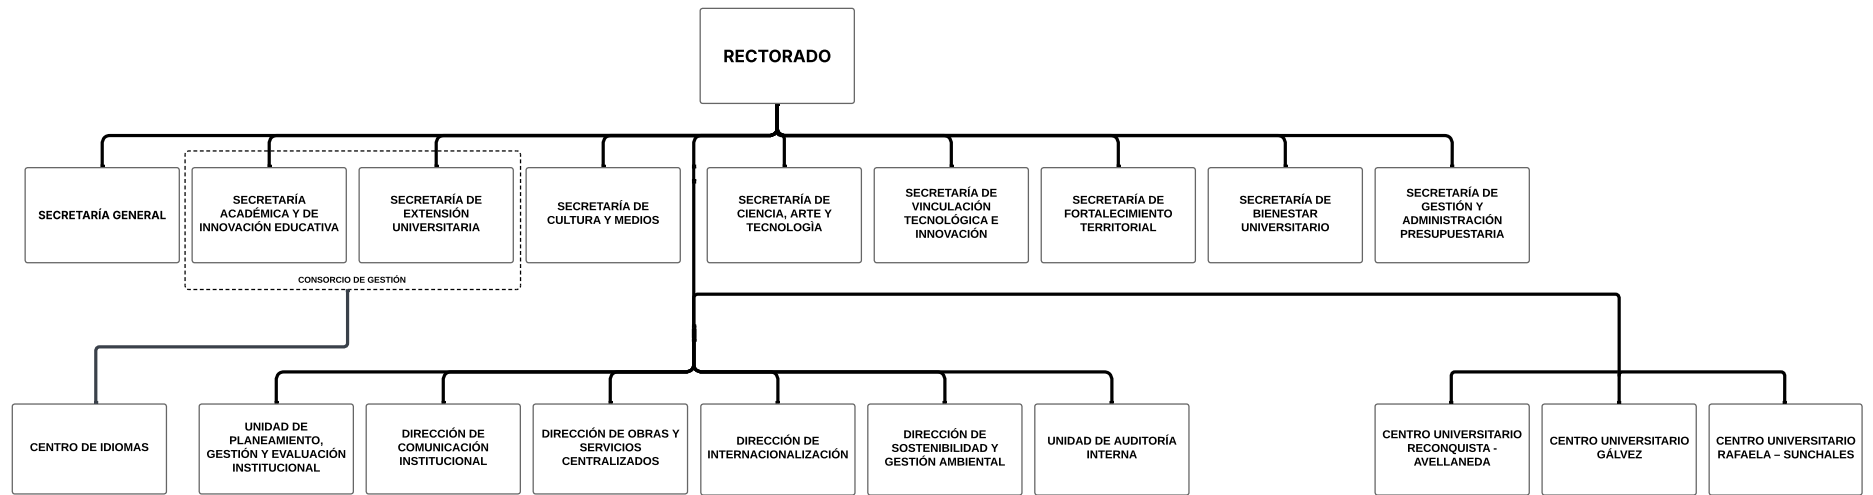 RECTORADO
SECRETARÍA GENERAL
SECRETARÍA
ACADÉMICA Y DE
INNOVACIÓN EDUCATIVA
SECRETARÍA DE
EXTENSIÓN
UNIVERSITARIA
SECRETARÍA DE
CULTURA Y MEDIOS
SECRETARÍA DE
CIENCIA, ARTE Y
TECNOLOGÌA
SECRETARÍA DE
VINCULACIÓN
TECNOLÓGICA E
INNOVACIÓN
SECRETARÍA DE
FORTALECIMIENTO
TERRITORIAL
SECRETARÍA DE
BIENESTAR
UNIVERSITARIO
SECRETARÍA DE
GESTIÓN Y
ADMINISTRACIÓN
PRESUPUESTARIA
CONSORCIO DE GESTIÓN
CENTRO DE IDIOMAS
UNIDAD DE
PLANEAMIENTO,
GESTIÓN Y EVALUACIÓN
INSTITUCIONAL
DIRECCIÓN DE
COMUNICACIÓN
INSTITUCIONAL
DIRECCIÓN DE OBRAS Y
SERVICIOS
CENTRALIZADOS
DIRECCIÓN DE
INTERNACIONALIZACIÓN
DIRECCIÓN DE
SOSTENIBILIDAD Y
GESTIÓN AMBIENTAL
UNIDAD DE AUDITORÍA
INTERNA
CENTRO UNIVERSITARIO
RECONQUISTA -
AVELLANEDA
CENTRO UNIVERSITARIO
GÁLVEZ
CENTRO UNIVERSITARIO
RAFAELA – SUNCHALES